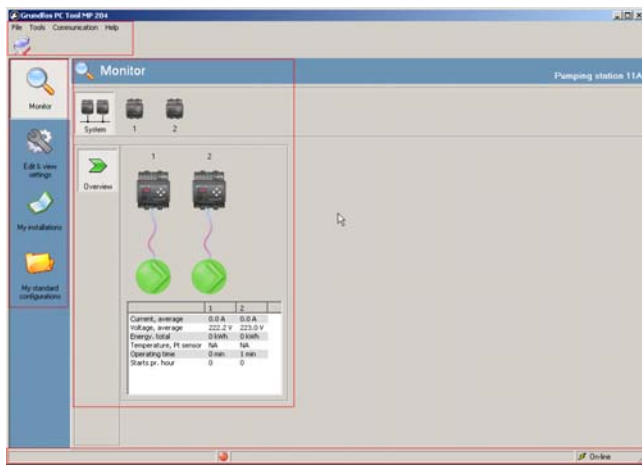 Grundfos PC Tool MP 204
File Tools Communication Help
Monitor
Pumping station 11A
Monitor
System 1 2
Edit & view
settings
Overview
1 2
My installations
My standard
configurations
1 2
Current, average 0.0 A 0.0 A
Voltage, average 222.2 V 223.0 V
Energy, total 0 kWh 0 kWh
Temperature, Pt sensor NA NA
Operating time 0 min 1 min
Starts pr. hour 0 0
On-line